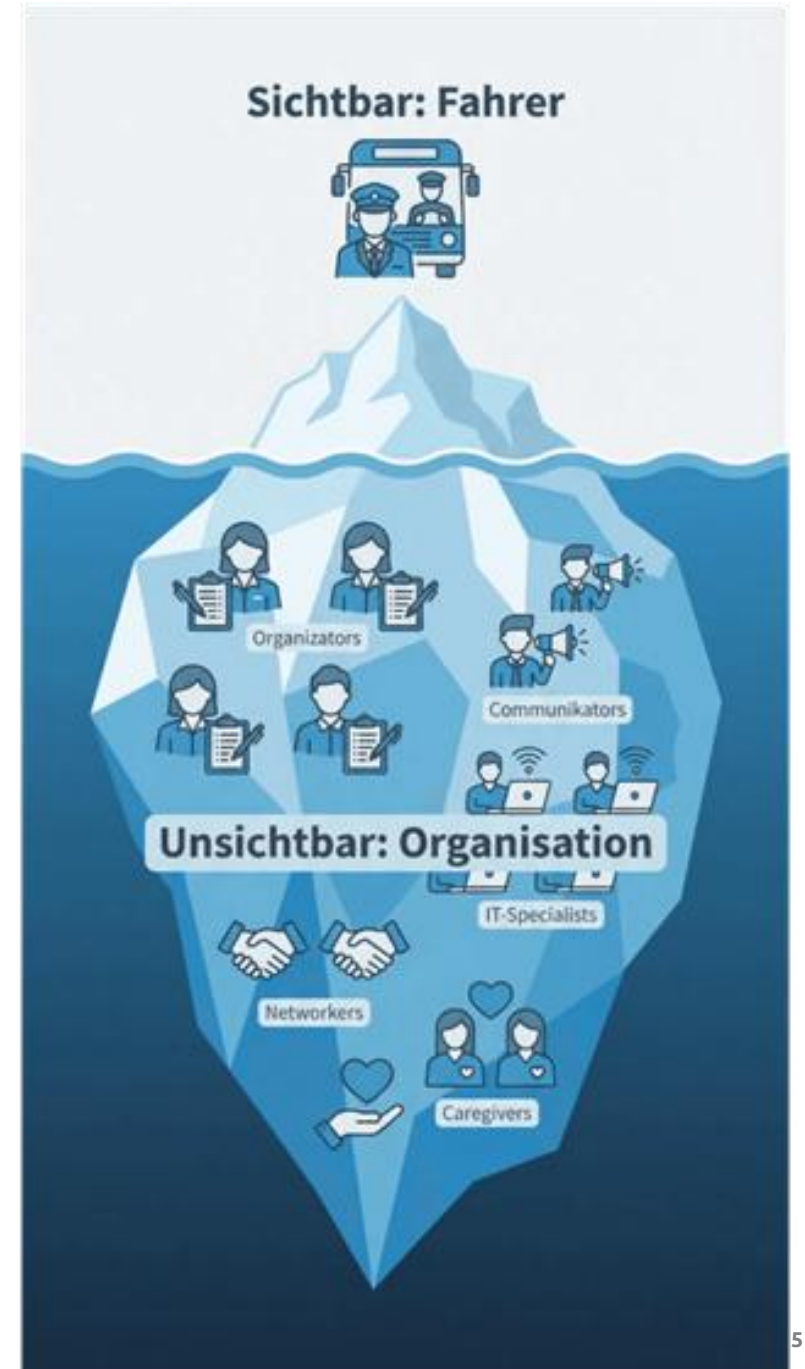 Sichtbar: Fahrer
Organizators
Communikators
Unsichtbar: Organisation
IT-Specialists
Networkers
Caregivers
5